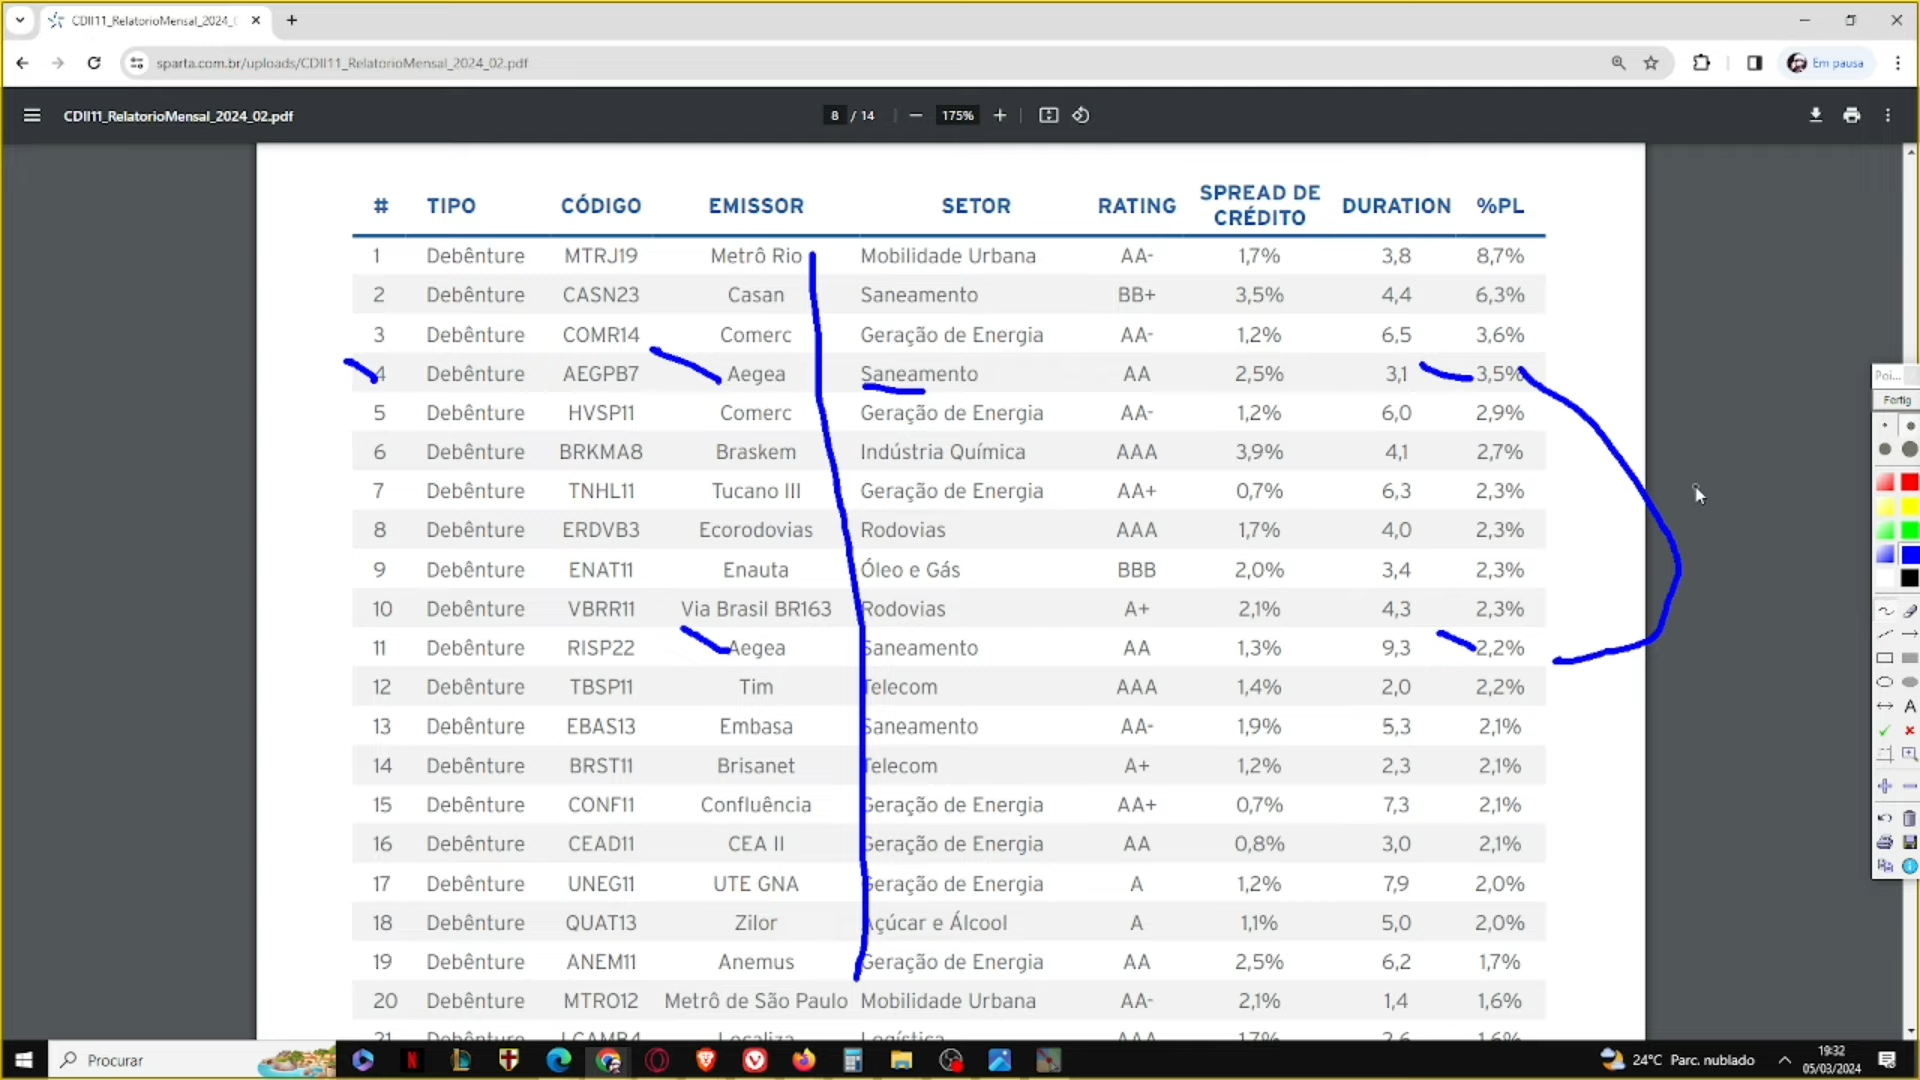 CDII11_RelatorioMensal_2024_
sparta.com.br/uploads/CDII11_RelatorioMensal_2024_02.pdf
Em pausa
CDII11_RelatorioMensal_2024_02.pdf
8 / 14
175%
# TIPO CÓDIGO EMISSOR SETOR RATING SPREAD DE CRÉDITO DURATION %PL
1 Debênture MTRJ19 Metrô Rio Mobilidade Urbana AA- 1,7% 3,8 8,7%
2 Debênture CASN23 Casan Saneamento BB+ 3,5% 4,4 6,3%
3 Debênture COMR14 Comerc Geração de Energia AA- 1,2% 6,5 3,6%
4 Debênture AEGPB7 Aegea Saneamento AA 2,5% 3,1 3,5%
5 Debênture HVSP11 Comerc Geração de Energia AA- 1,2% 6,0 2,9%
6 Debênture BRKMA8 Braskem Indústria Química AAA 3,9% 4,1 2,7%
7 Debênture TNHL11 Tucano III Geração de Energia AA+ 0,7% 6,3 2,3%
8 Debênture ERDVB3 Ecorodovias Rodovias AAA 1,7% 4,0 2,3%
9 Debênture ENAT11 Enauta Óleo e Gás BBB 2,0% 3,4 2,3%
10 Debênture VBRR11 Via Brasil BR163 Rodovias A+ 2,1% 4,3 2,3%
11 Debênture RISP22 Aegea Saneamento AA 1,3% 9,3 2,2%
12 Debênture TBSP11 Tim Telecom AAA 1,4% 2,0 2,2%
13 Debênture EBAS13 Embasa Saneamento AA- 1,9% 5,3 2,1%
14 Debênture BRST11 Brisanet Telecom A+ 1,2% 2,3 2,1%
15 Debênture CONF11 Confluência Geração de Energia AA+ 0,7% 7,3 2,1%
16 Debênture CEAD11 CEA II Geração de Energia AA 0,8% 3,0 2,1%
17 Debênture UNEG11 UTE GNA Geração de Energia A 1,2% 7,9 2,0%
18 Debênture QUAT13 Zilor Açúcar e Álcool A 1,1% 5,0 2,0%
19 Debênture ANEM11 Anemus Geração de Energia AA 2,5% 6,2 1,7%
20 Debênture MTRO12 Metrô de São Paulo Mobilidade Urbana AA- 2,1% 1,4 1,6%
21 Debênture LCAMB4 Localiza Logística AAA 1,7% 2,6 1,6%
Poi...
Fertig
A
Procurar
24°C Parc. nublado
19:32
05/03/2024